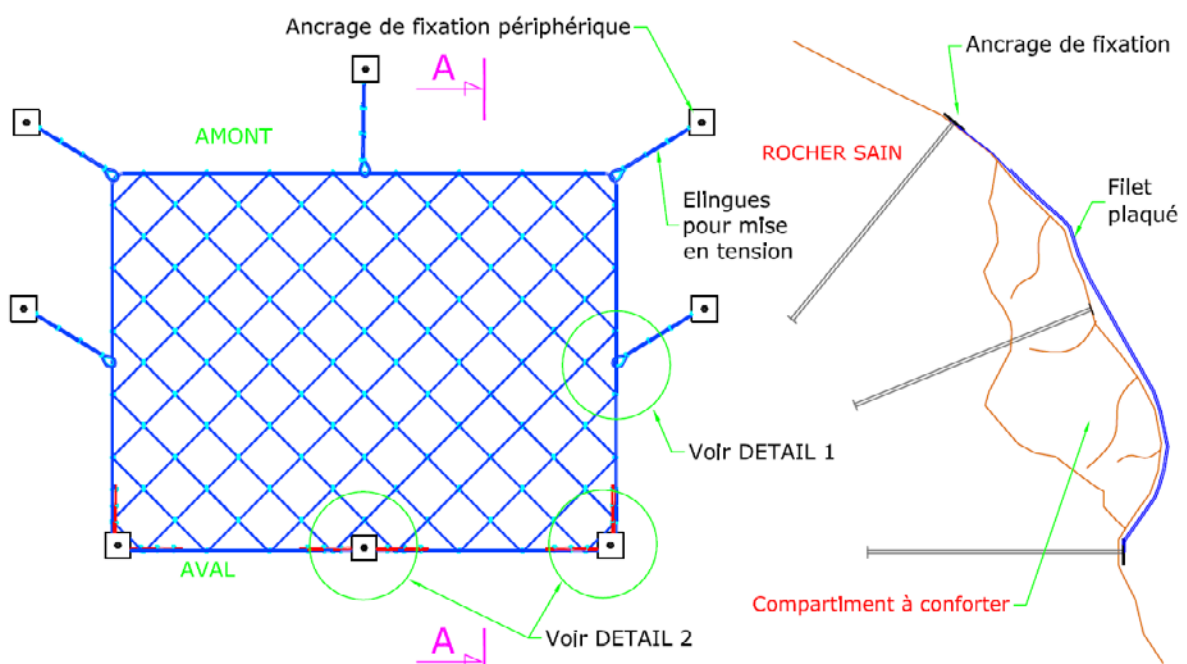 Ancrage de fixation périphérique
A
AMONT
Elingues
pour mise
en tension
Voir DETAIL 1
AVAL
A
Voir DETAIL 2
Ancrage de fixation
ROCHER SAIN
Filet
plaqué
Compartiment à conforter